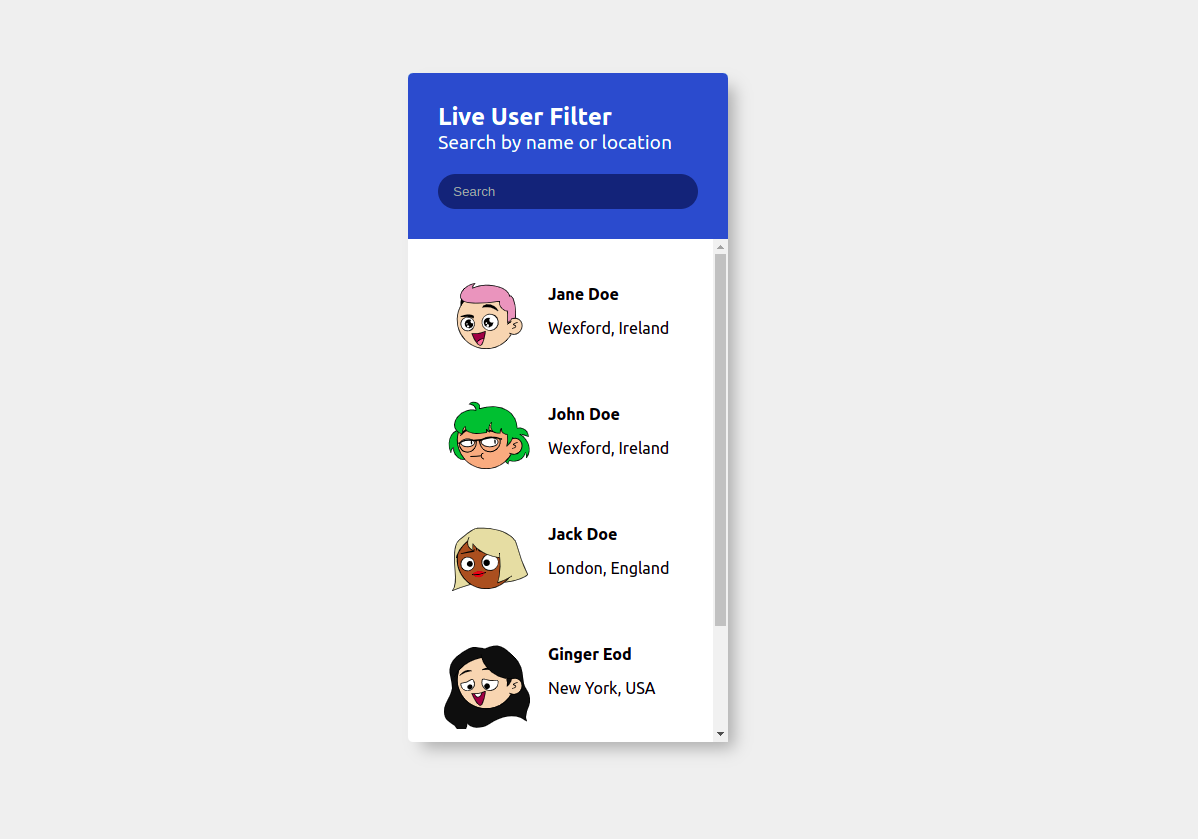 Live User Filter
Search by name or location
Search
Jane Doe
Wexford, Ireland
John Doe
Wexford, Ireland
Jack Doe
London, England
Ginger Eod
New York, USA